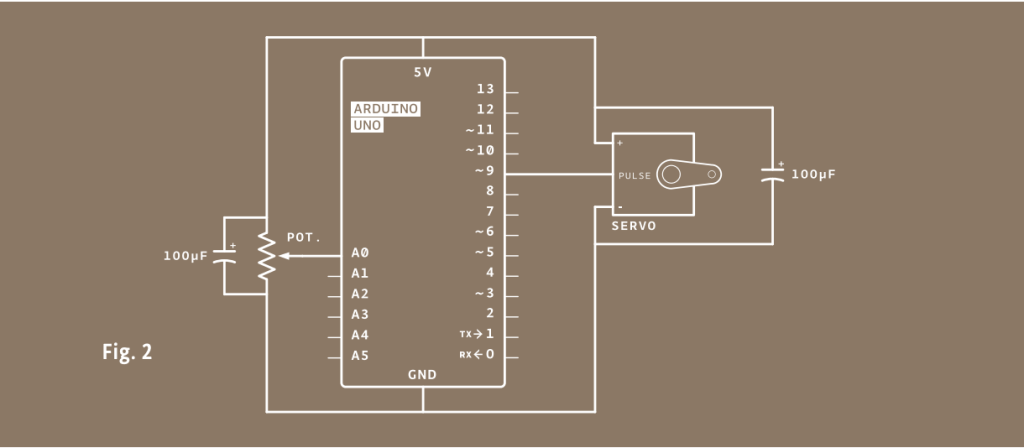 5V
ARDUINO
UNO
13
12
~11
~10
~9
8
7
~6
~5
4
~3
2
TX→1
RX←0
A0
A1
A2
A3
A4
A5
GND
POT.
+
100µF
+
PULSE
-
SERVO
+
100µF
Fig. 2